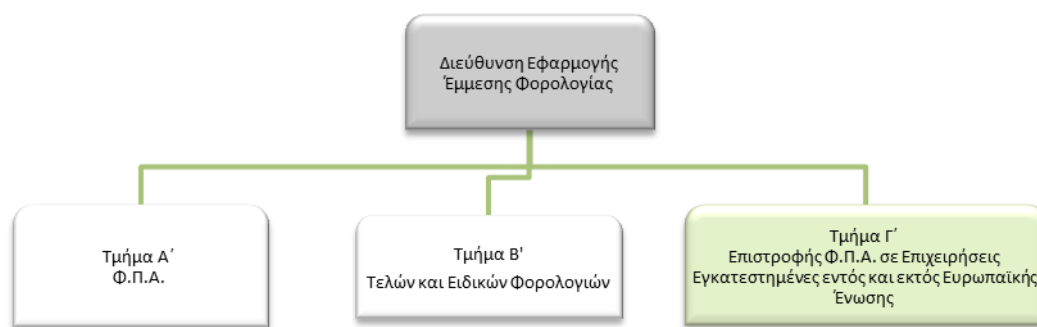 Διεύθυνση Εφαρμογής
Έμμεσης Φορολογίας
Τμήμα Α΄
Φ.Π.Α.
Τμήμα Β'
Τελών και Ειδικών Φορολογιών
Τμήμα Γ΄
Επιστροφής Φ.Π.Α. σε Επιχειρήσεις
Εγκατεστημένες εντός και εκτός Ευρωπαϊκής
Ένωσης